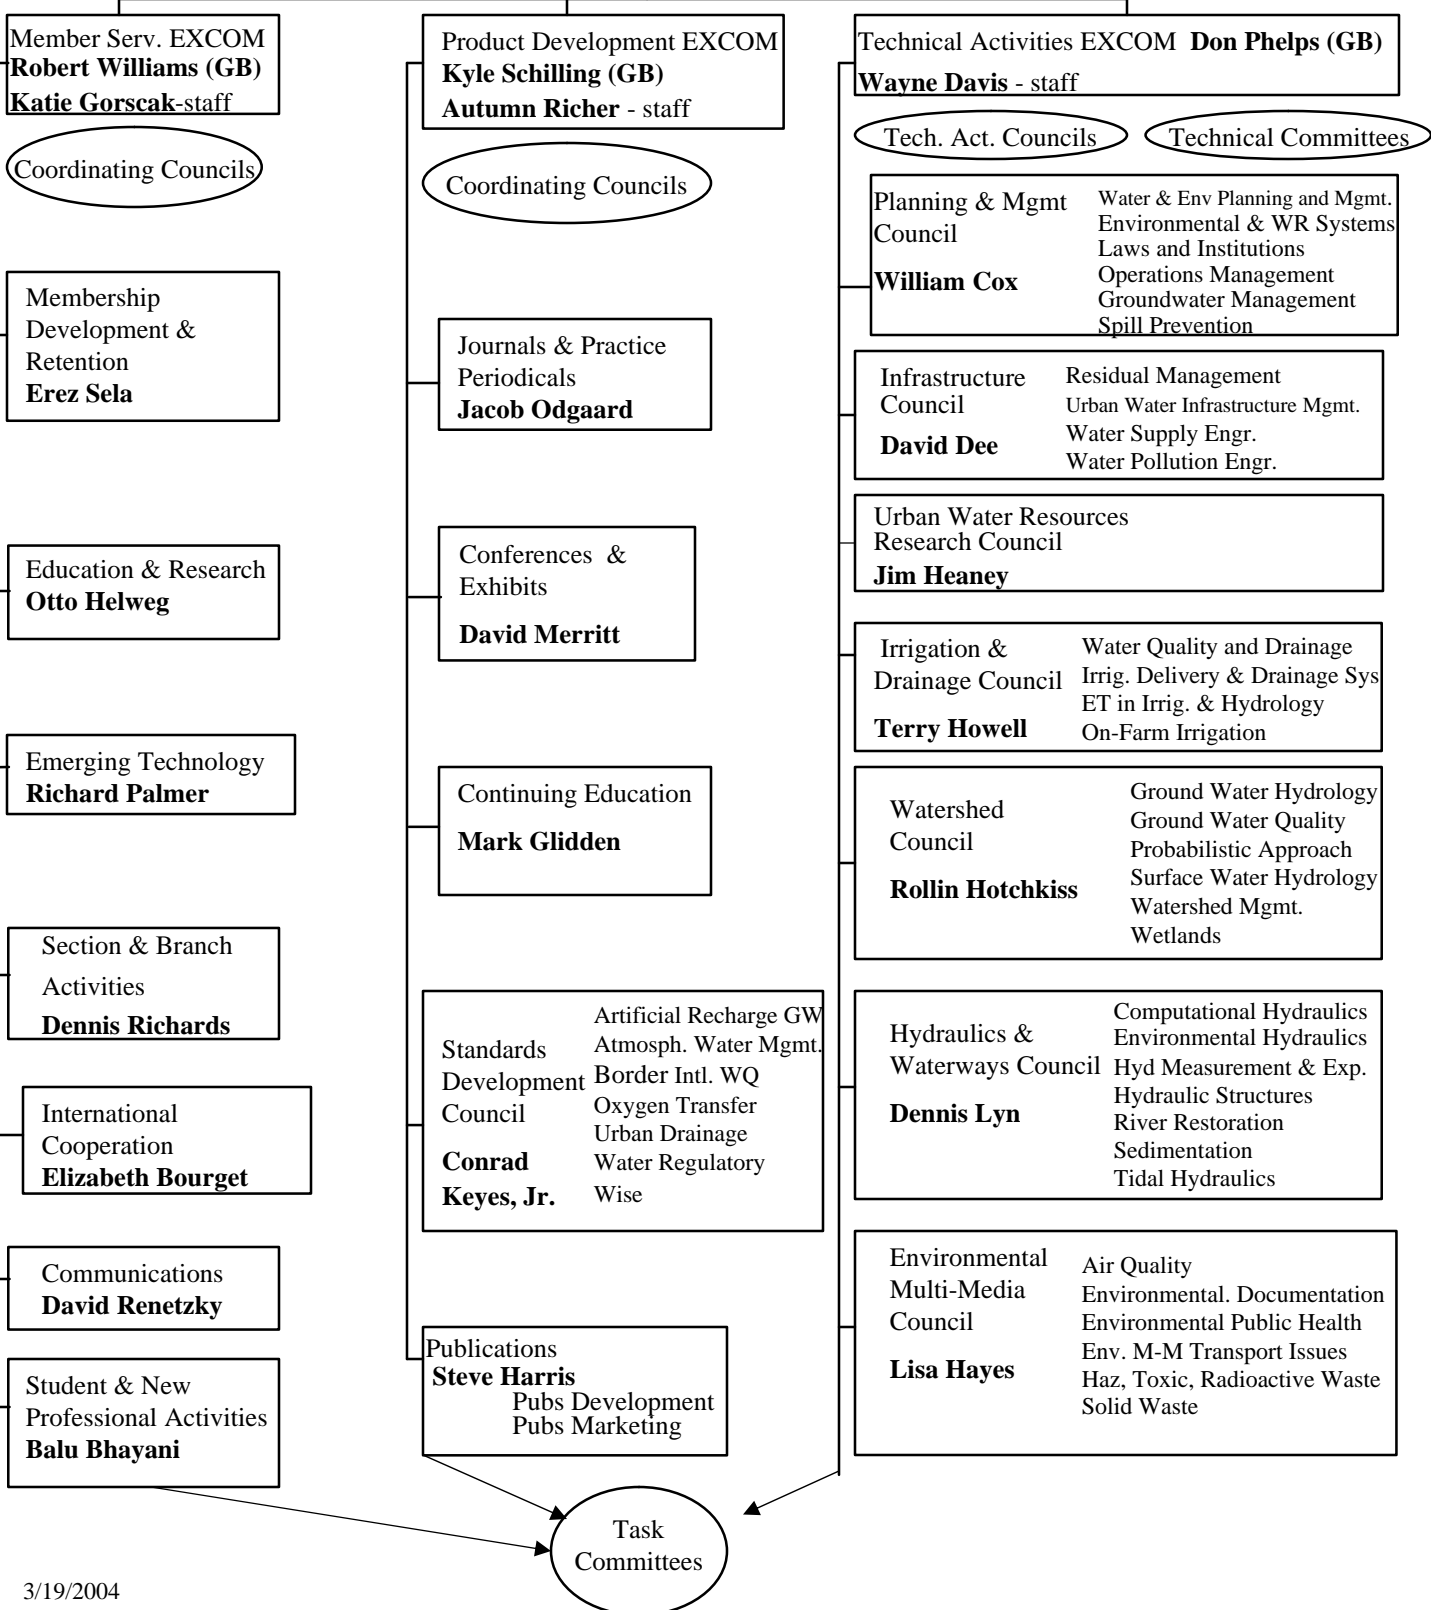 Member Serv. EXCOM
Robert Williams (GB)
Katie Gorscak-staff
Coordinating Councils
Membership
Development &
Retention
Erez Sela
Education & Research
Otto Helweg
Emerging Technology
Richard Palmer
Section & Branch
Activities
Dennis Richards
International
Cooperation
Elizabeth Bourget
Communications
David Renetzky
Student & New
Professional Activities
Balu Bhayani
Product Development EXCOM
Kyle Schilling (GB)
Autumn Richer - staff
Coordinating Councils
Journals & Practice
Periodicals
Jacob Odgaard
Conferences &
Exhibits
David Merritt
Continuing Education
Mark Glidden
Standards
Development
Council
Conrad
Keyes, Jr.
Artificial Recharge GW
Atmosph. Water Mgmt.
Border Intl. WQ
Oxygen Transfer
Urban Drainage
Water Regulatory
Wise
Publications
Steve Harris
Pubs Development
Pubs Marketing
Technical Activities EXCOM Don Phelps (GB)
Wayne Davis - staff
Tech. Act. Councils
Technical Committees
Planning & Mgmt
Council
William Cox
Water & Env Planning and Mgmt.
Environmental & WR Systems
Laws and Institutions
Operations Management
Groundwater Management
Spill Prevention
Infrastructure
Council
David Dee
Residual Management
Urban Water Infrastructure Mgmt.
Water Supply Engr.
Water Pollution Engr.
Urban Water Resources
Research Council
Jim Heaney
Irrigation &
Drainage Council
Terry Howell
Water Quality and Drainage
Irrig. Delivery & Drainage Sys
ET in Irrig. & Hydrology
On-Farm Irrigation
Watershed
Council
Rollin Hotchkiss
Ground Water Hydrology
Ground Water Quality
Probabilistic Approach
Surface Water Hydrology
Watershed Mgmt.
Wetlands
Hydraulics &
Waterways Council
Dennis Lyn
Computational Hydraulics
Environmental Hydraulics
Hyd Measurement & Exp.
Hydraulic Structures
River Restoration
Sedimentation
Tidal Hydraulics
Environmental
Multi-Media
Council
Lisa Hayes
Air Quality
Environmental. Documentation
Environmental Public Health
Env. M-M Transport Issues
Haz, Toxic, Radioactive Waste
Solid Waste
Task
Committees
3/19/2004